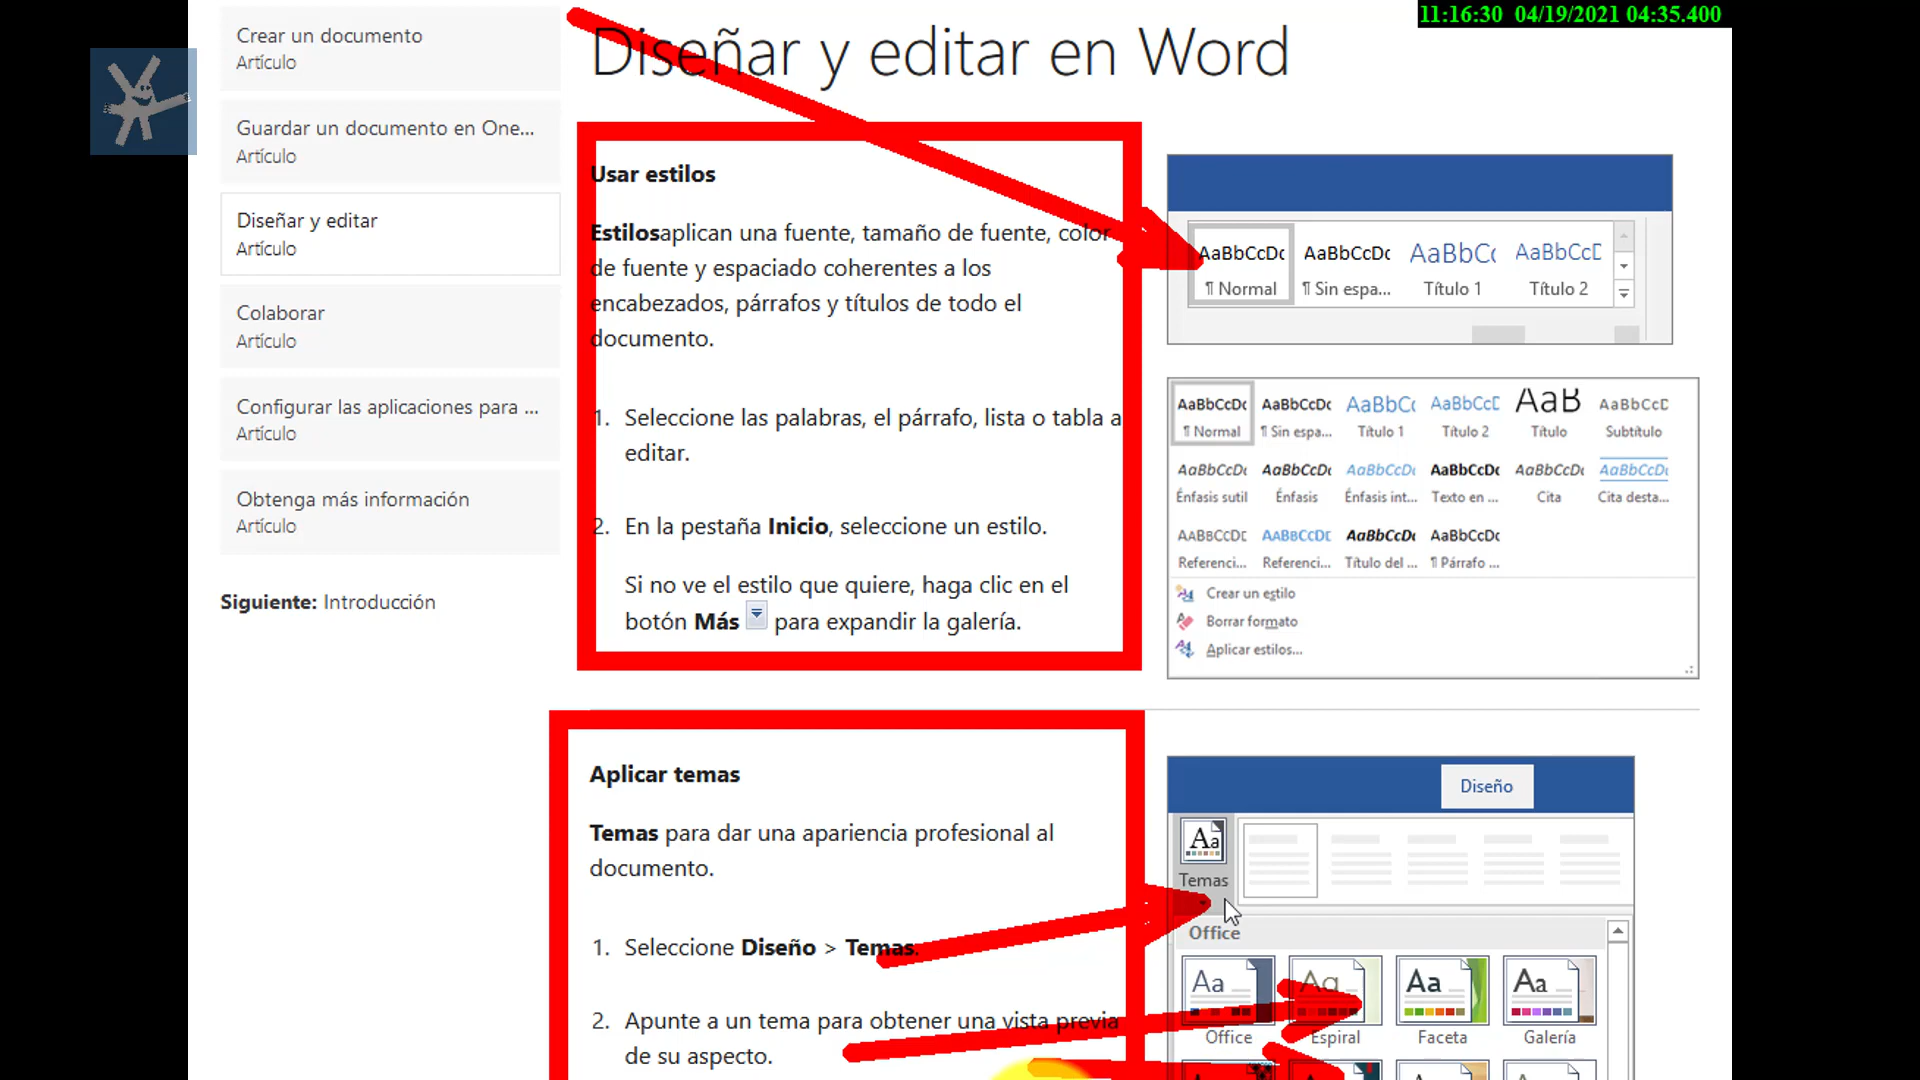 11:16:30 04/19/2021 04:35.400
Crear un documento
Artículo
Guardar un documento en One...
Artículo
Diseñar y editar
Artículo
Colaborar
Artículo
Configurar las aplicaciones para ...
Artículo
Obtenga más información
Artículo
Siguiente: Introducción
Diseñar y editar en Word
Usar estilos
Estilosaplican una fuente, tamaño de fuente, color
de fuente y espaciado coherentes a los
encabezados, párrafos y títulos de todo el
documento.
1. Seleccione las palabras, el párrafo, lista o tabla a
editar.
2. En la pestaña Inicio, seleccione un estilo.
Si no ve el estilo que quiere, haga clic en el
botón Más para expandir la galería.
AaBbCcDc AaBbCcDc AaBbCc AaBbCcD
¶ Normal ¶ Sin espa... Título 1 Título 2
AaBbCcDc AaBbCcDc AaBbCc AaBbCcD AaB AaBbCcD
¶ Normal ¶ Sin espa... Título 1 Título 2 Título Subtítulo
AaBbCcDc AaBbCcDc AaBbCcDc AaBbCcDc AaBbCcDc AaBbCcDc
Énfasis sutil Énfasis Énfasis int... Texto en ... Cita Cita desta...
AABBCCDD AABBCCDD AaBbCcDc AaBbCcDc
Referenci... Referenci... Título del ... ¶ Párrafo ...
Crear un estilo
Borrar formato
Aplicar estilos...
Aplicar temas
Temas para dar una apariencia profesional al
documento.
1. Seleccione Diseño > Temas.
2. Apunte a un tema para obtener una vista previa
de su aspecto.
Diseño
Aa
Temas
Office
Aa Aa Aa Aa
Office Espiral Faceta Galería